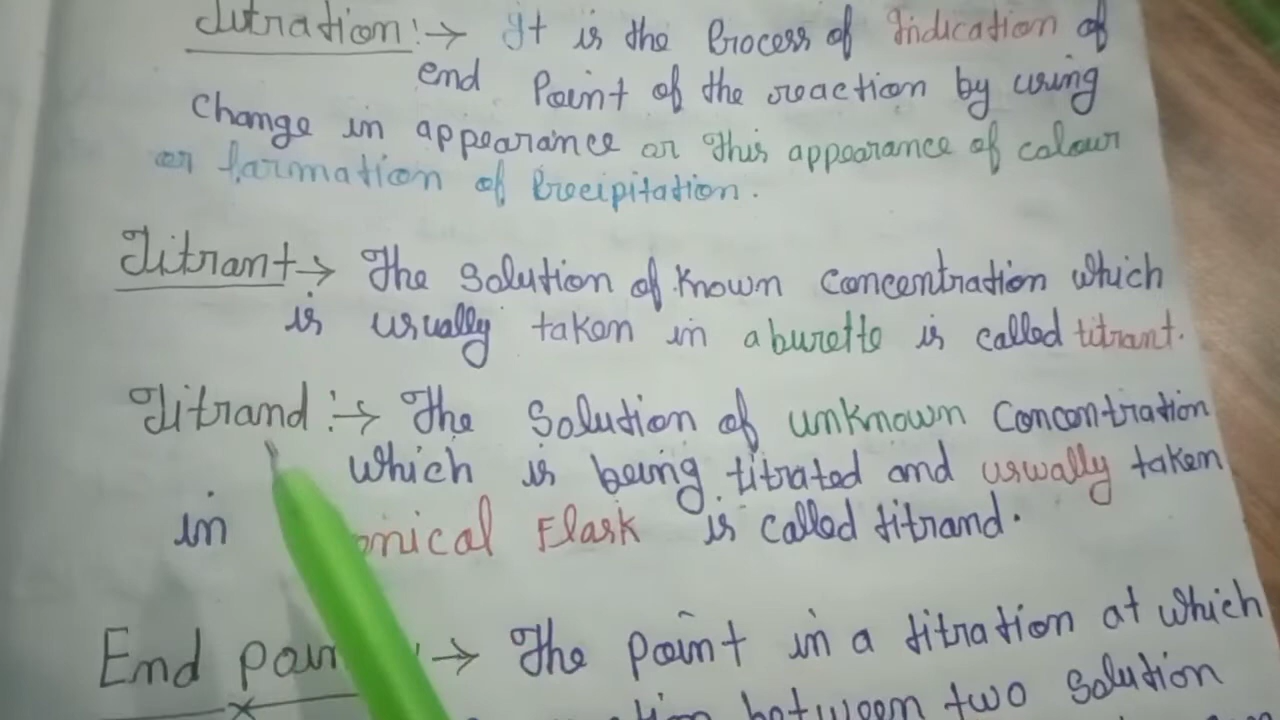 Titration :→ It is the Process of Indication of
end Point of the reaction by using
change in appearance or this appearance of colour
or formation of Precipitation.
Titrant → The solution of known concentration which
is usually taken in a burette is called titrant.
Titrand :→ The solution of unknown concentration
which is being titrated and usually taken
in onical Flask is called titrand.
End poin → The point in a titration at which
between two solution